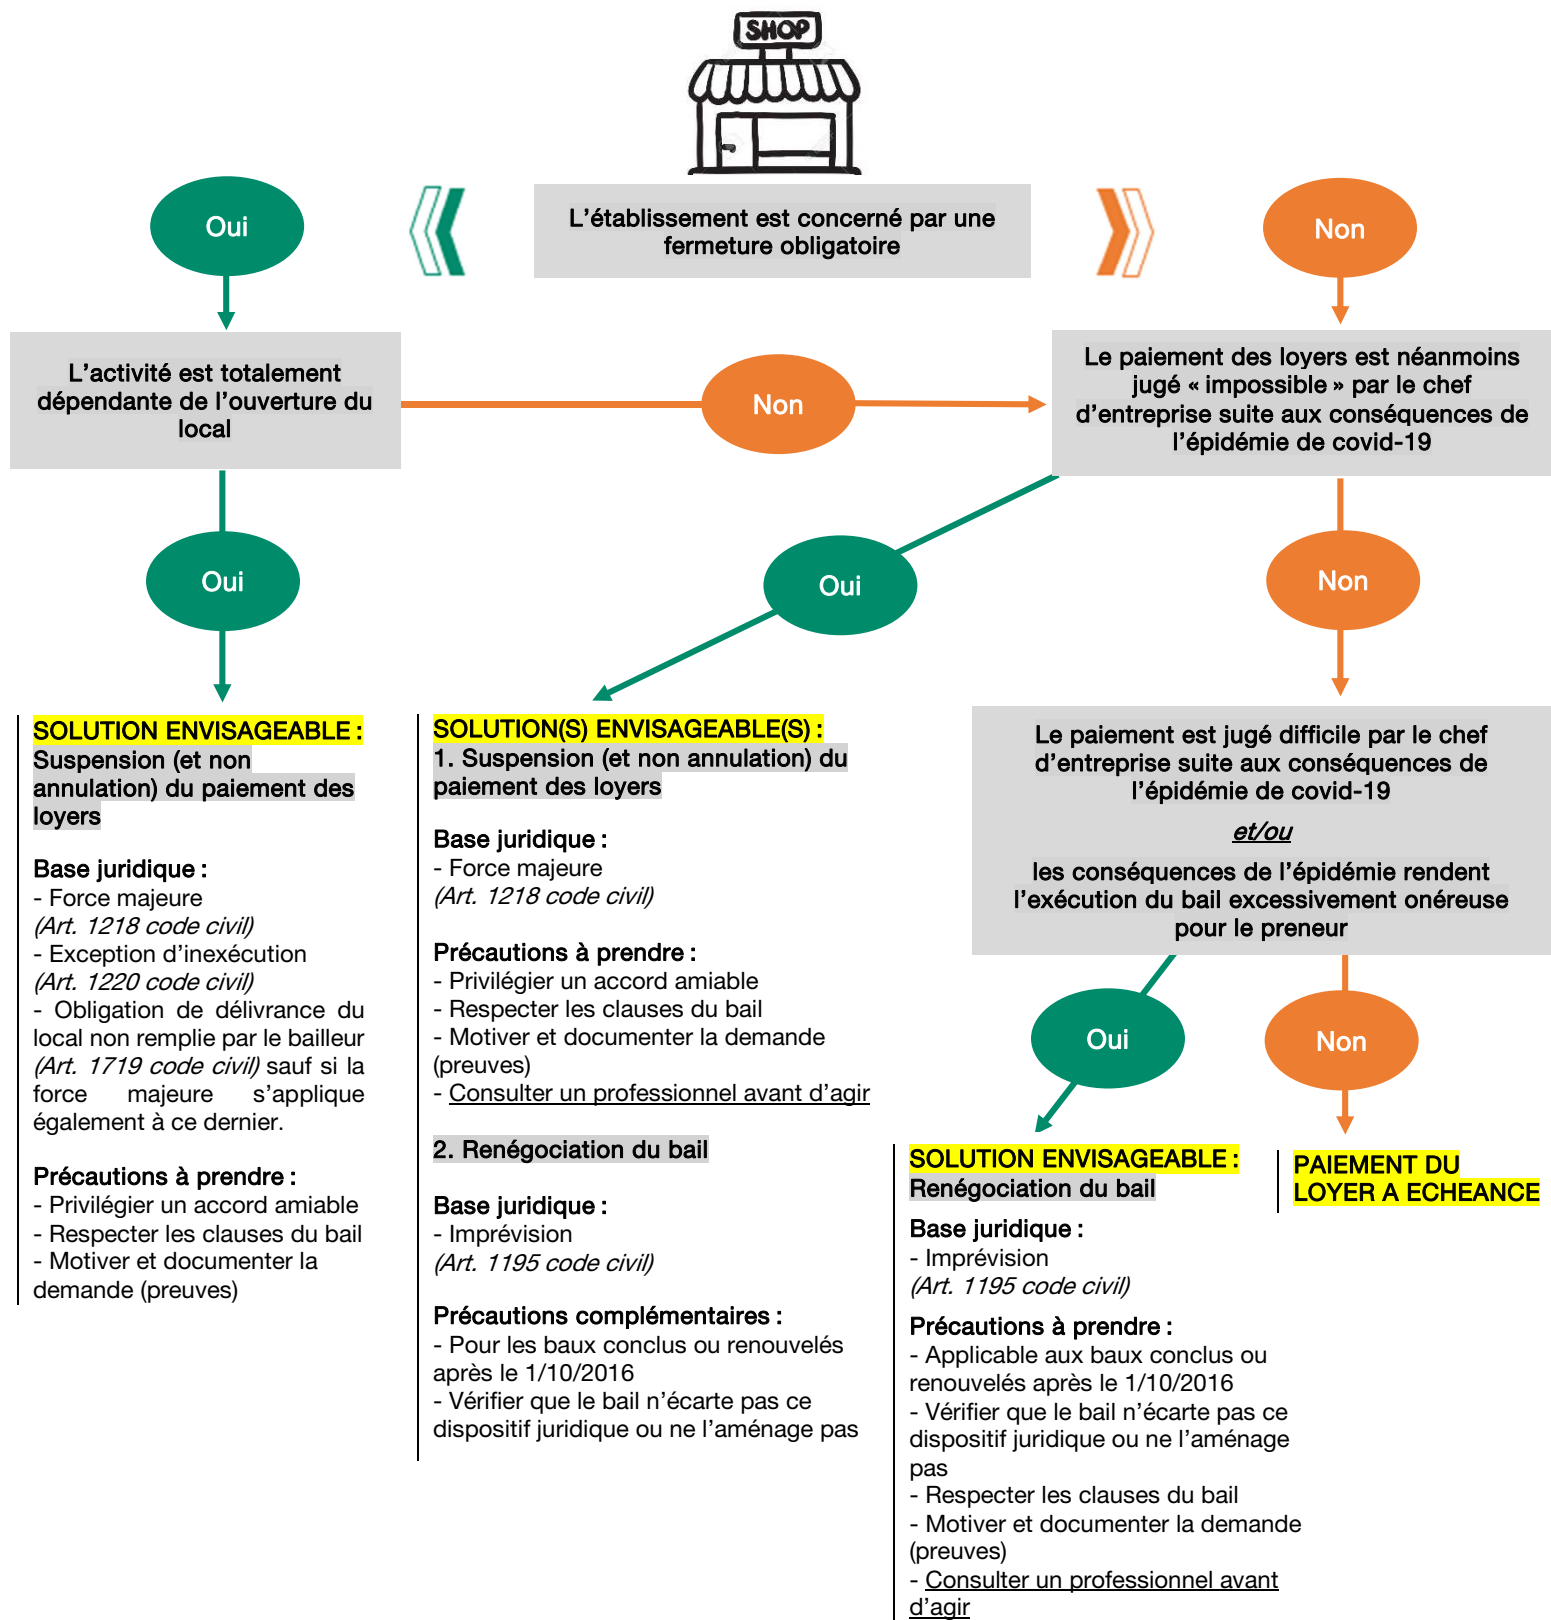 SHOP
Oui
L'établissement est concerné par une
fermeture obligatoire
Non
L'activité est totalement
dépendante de l'ouverture du
local
Non
Le paiement des loyers est néanmoins
jugé « impossible » par le chef
d'entreprise suite aux conséquences de
l'épidémie de covid-19
Oui
Oui
Non
SOLUTION ENVISAGEABLE :
Suspension (et non
annulation) du paiement des
loyers
Base juridique :
- Force majeure
(Art. 1218 code civil)
- Exception d'inexécution
(Art. 1220 code civil)
- Obligation de délivrance du
local non remplie par le bailleur
(Art. 1719 code civil) sauf si la
force majeure s'applique
également à ce dernier.
Précautions à prendre :
- Privilégier un accord amiable
- Respecter les clauses du bail
- Motiver et documenter la
demande (preuves)
SOLUTION(S) ENVISAGEABLE(S) :
1. Suspension (et non annulation) du
paiement des loyers
Base juridique :
- Force majeure
(Art. 1218 code civil)
Précautions à prendre :
- Privilégier un accord amiable
- Respecter les clauses du bail
- Motiver et documenter la demande
(preuves)
- Consulter un professionnel avant d'agir
2. Renégociation du bail
Base juridique :
- Imprévision
(Art. 1195 code civil)
Précautions complémentaires :
- Pour les baux conclus ou renouvelés
après le 1/10/2016
- Vérifier que le bail n'écarte pas ce
dispositif juridique ou ne l'aménage pas
Le paiement est jugé difficile par le chef
d'entreprise suite aux conséquences de
l'épidémie de covid-19
et/ou
les conséquences de l'épidémie rendent
l'exécution du bail excessivement onéreuse
pour le preneur
Oui
Non
SOLUTION ENVISAGEABLE :
Renégociation du bail
Base juridique :
- Imprévision
(Art. 1195 code civil)
Précautions à prendre :
- Applicable aux baux conclus ou
renouvelés après le 1/10/2016
- Vérifier que le bail n'écarte pas ce
dispositif juridique ou ne l'aménage
pas
- Respecter les clauses du bail
- Motiver et documenter la demande
(preuves)
- Consulter un professionnel avant
d'agir
PAIEMENT DU
LOYER A ECHEANCE